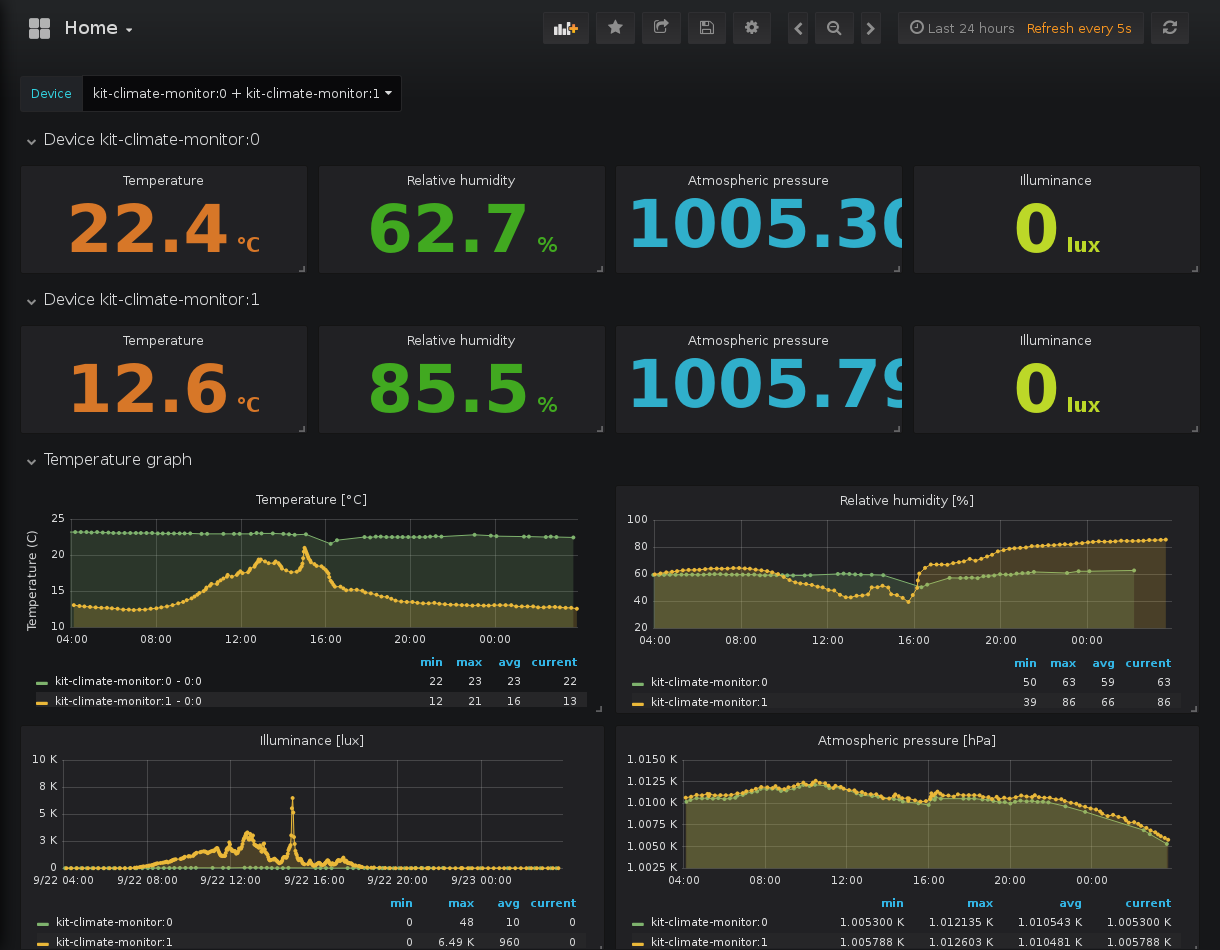 Home
Last 24 hours Refresh every 5s
Device kit-climate-monitor:0 + kit-climate-monitor:1
Device kit-climate-monitor:0
Temperature
22.4 °C
Relative humidity
62.7 %
Atmospheric pressure
1005.30
Illuminance
0 lux
Device kit-climate-monitor:1
Temperature
12.6 °C
Relative humidity
85.5 %
Atmospheric pressure
1005.79
Illuminance
0 lux
Temperature graph
Temperature [°C]
Temperature (C)
25
20
15
10
04:00 08:00 12:00 16:00 20:00 00:00
min max avg current
kit-climate-monitor:0 - 0:0 22 23 23 22
kit-climate-monitor:1 - 0:0 12 21 16 13
Relative humidity [%]
100
80
60
40
20
04:00 08:00 12:00 16:00 20:00 00:00
min max avg current
kit-climate-monitor:0 50 63 59 63
kit-climate-monitor:1 39 86 66 86
Illuminance [lux]
10 K
8 K
5 K
3 K
0
9/22 04:00 9/22 08:00 9/22 12:00 9/22 16:00 9/22 20:00 9/23 00:00
min max avg current
kit-climate-monitor:0 0 48 10 0
kit-climate-monitor:1 0 6.49 K 960 0
Atmospheric pressure [hPa]
1.0150 K
1.0125 K
1.0100 K
1.0075 K
1.0050 K
1.0025 K
04:00 08:00 12:00 16:00 20:00 00:00
min max avg current
kit-climate-monitor:0 1.005300 K 1.012135 K 1.010543 K 1.005300 K
kit-climate-monitor:1 1.005788 K 1.012603 K 1.010481 K 1.005788 K